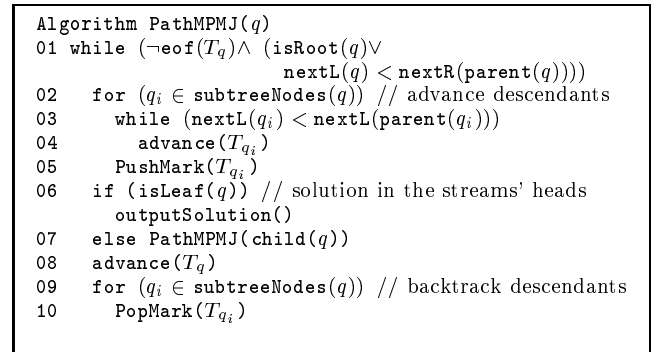 Algorithm PathMPMJ(q)
01 while (¬eof(T_q)∧ (isRoot(q)∨
nextL(q) < nextR(parent(q))))
02 for (q_i ∈ subtreeNodes(q)) // advance descendants
03 while (nextL(q_i) < nextL(parent(q_i)))
04 advance(T_{q_i})
05 PushMark(T_{q_i})
06 if (isLeaf(q)) // solution in the streams' heads
outputSolution()
07 else PathMPMJ(child(q))
08 advance(T_q)
09 for (q_i ∈ subtreeNodes(q)) // backtrack descendants
10 PopMark(T_{q_i})